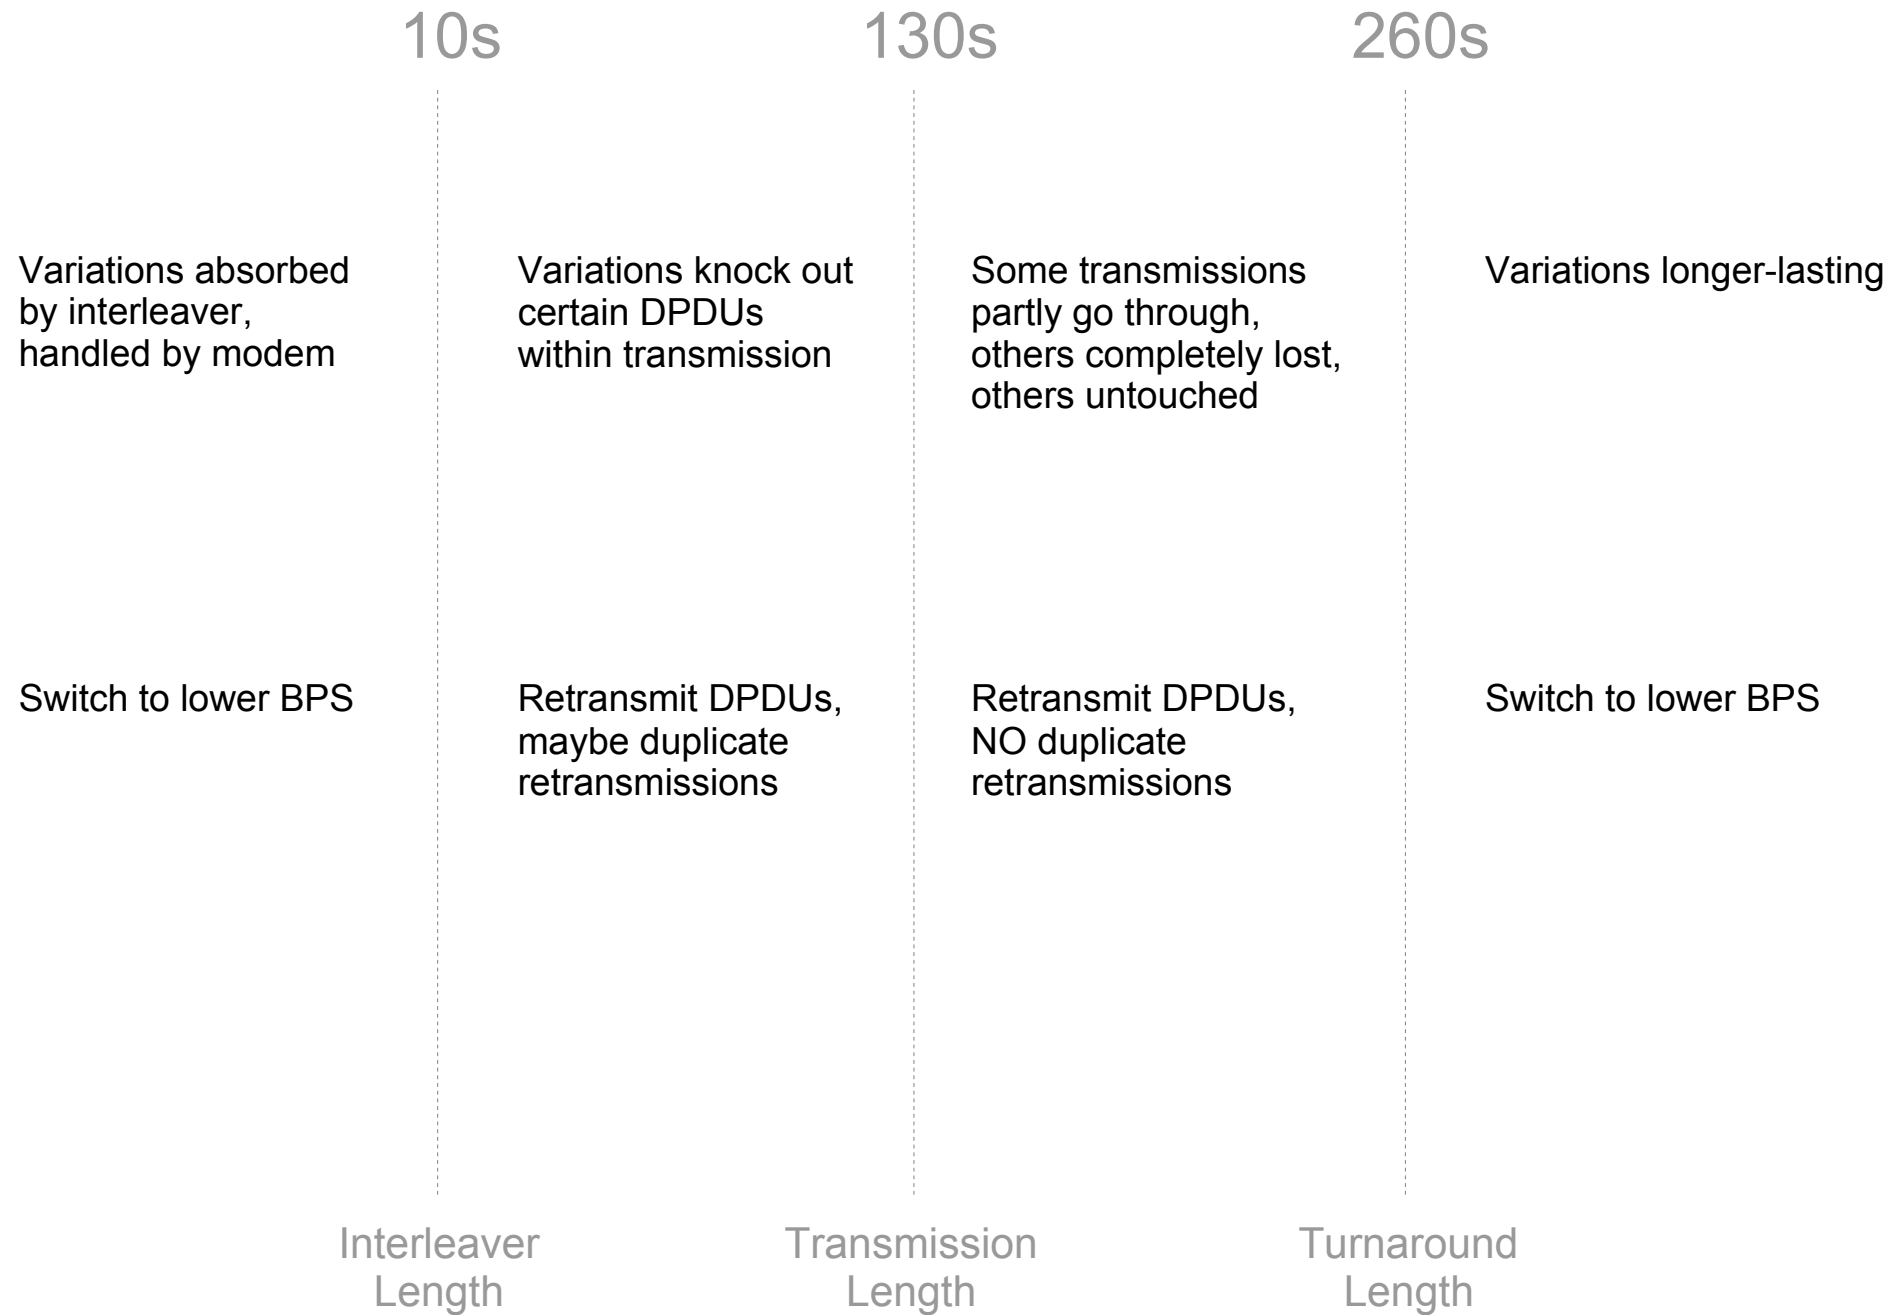 10s
130s
260s
Variations absorbed
by interleaver,
handled by modem
Variations knock out
certain DPDUs
within transmission
Some transmissions
partly go through,
others completely lost,
others untouched
Variations longer-lasting
Switch to lower BPS
Retransmit DPDUs,
maybe duplicate
retransmissions
Retransmit DPDUs,
NO duplicate
retransmissions
Switch to lower BPS
Interleaver
Length
Transmission
Length
Turnaround
Length